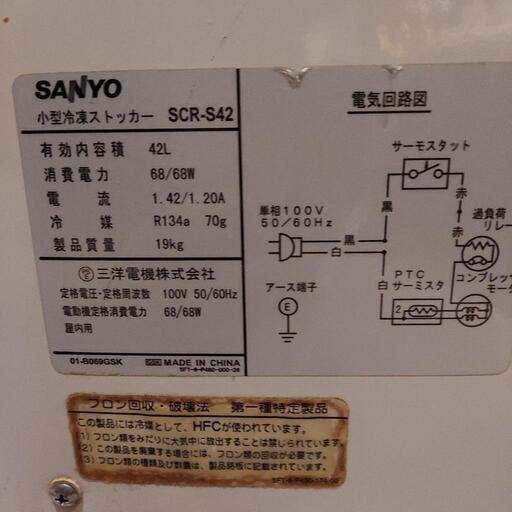 SANYO
小型冷凍ストッカー SCR-S42
有効内容積 42L
消費電力 68/68W
電流 1.42/1.20A
冷媒 R134a 70g
製品質量 19kg
三洋電機株式会社
定格電圧・定格周波数 100V 50/60Hz
電動機定格消費電力 68/68W
屋内用
01-B069GSK
MADE IN CHINA
電気回路図
サーモスタット
黒
赤
過負荷
リレー
赤
単相100V
50/60Hz
黒
白
アース端子
E
白
PTC
サーミスタ
2
コンプレッサ
モータ
フロン回収・破壊法 第一種特定製品
この製品には冷媒として、HFCが使われています。
(1) フロン類をみだりに大気中に放出することは禁じられています。
(2) この製品を廃棄する場合には、フロン類の回収が必要です。
(3) フロン類の種類及び数量は、製品銘板に記載されています。